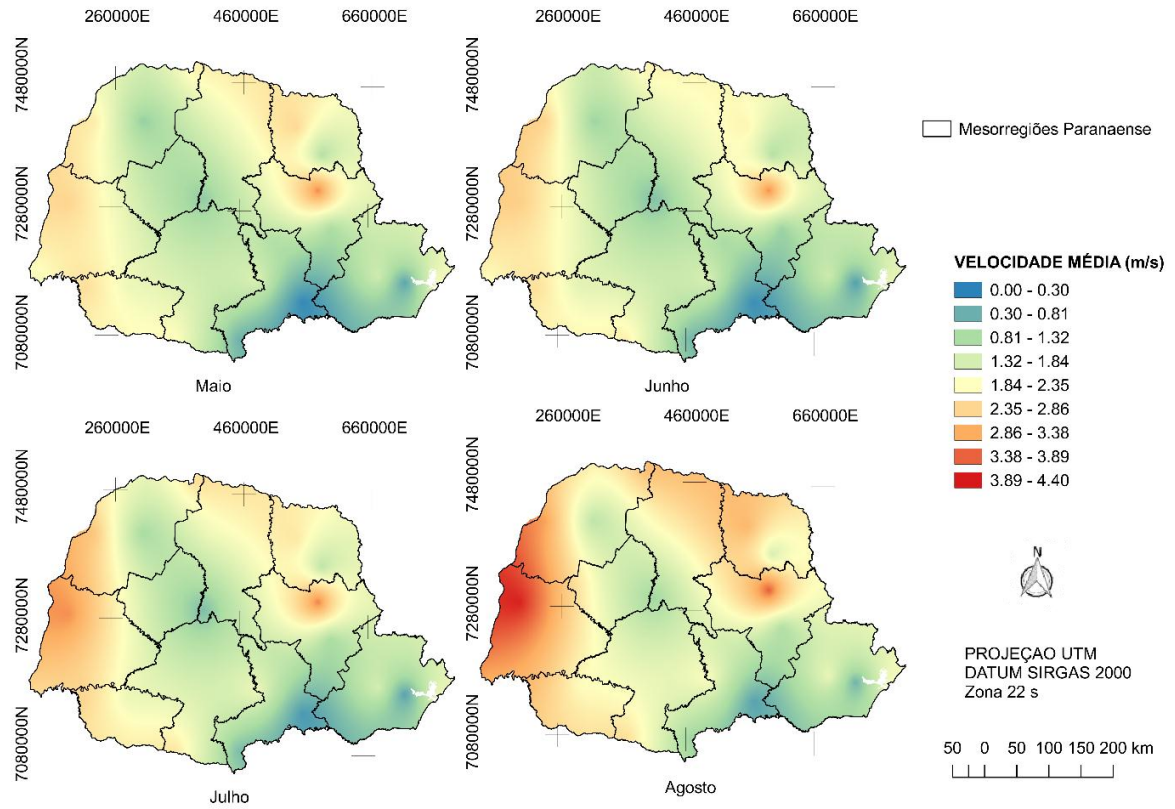 260000E 460000E 660000E
7480000N
7280000N
7080000N
Maio
260000E 460000E 660000E
7480000N
7280000N
7080000N
Junho
260000E 460000E 660000E
7480000N
7280000N
7080000N
Julho
260000E 460000E 660000E
7480000N
7280000N
7080000N
Agosto
Mesorregiões Paranaense
VELOCIDADE MÉDIA (m/s)
0.00 - 0.30
0.30 - 0.81
0.81 - 1.32
1.32 - 1.84
1.84 - 2.35
2.35 - 2.86
2.86 - 3.38
3.38 - 3.89
3.89 - 4.40
N
PROJEÇAO UTM
DATUM SIRGAS 2000
Zona 22 s
50 0 50 100 150 200 km